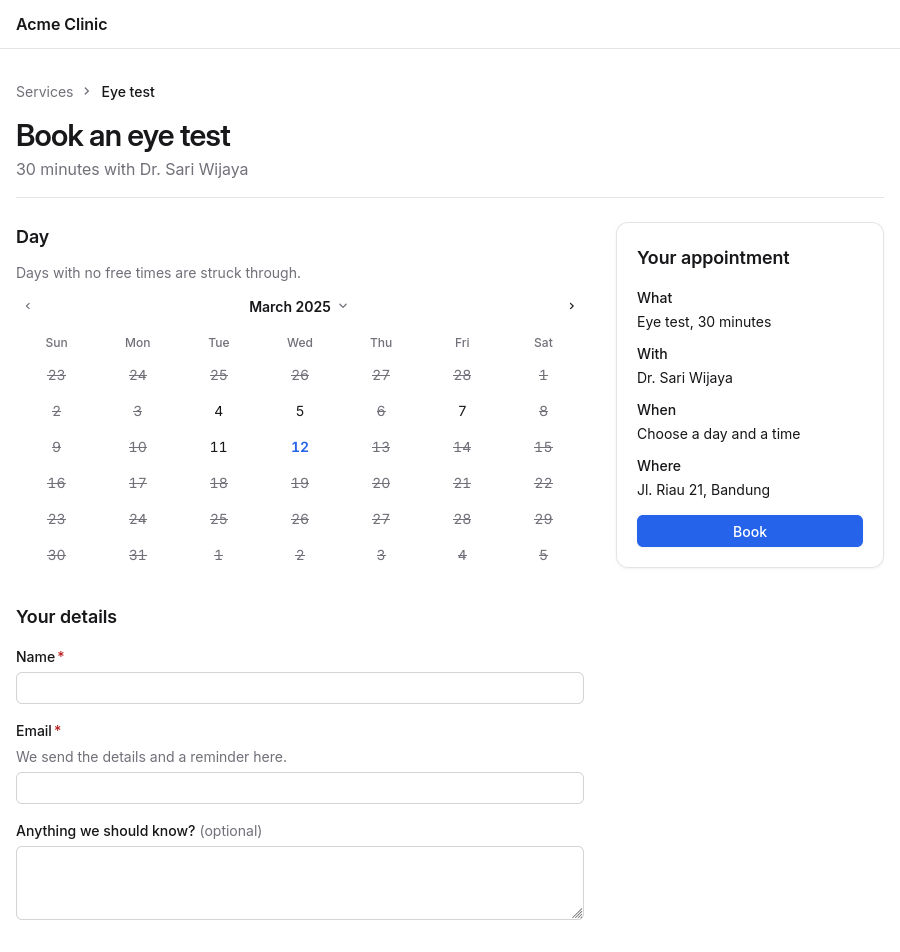 Acme Clinic
Services > Eye test
Book an eye test
30 minutes with Dr. Sari Wijaya
Day
Days with no free times are struck through.
March 2025
Sun Mon Tue Wed Thu Fri Sat
23 24 25 26 27 28 1
2 3 4 5 6 7 8
9 10 11 12 13 14 15
16 17 18 19 20 21 22
23 24 25 26 27 28 29
30 31 1 2 3 4 5
Your appointment
What
Eye test, 30 minutes
With
Dr. Sari Wijaya
When
Choose a day and a time
Where
Jl. Riau 21, Bandung
Book
Your details
Name *
Email *
We send the details and a reminder here.
Anything we should know? (optional)